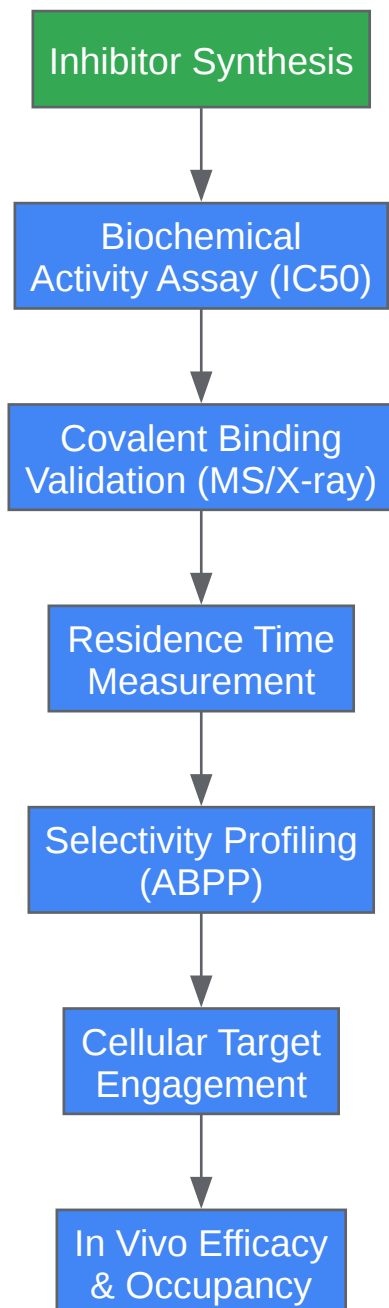 Inhibitor Synthesis
Biochemical
Activity Assay (IC50)
Covalent Binding
Validation (MS/X-ray)
Residence Time
Measurement
Selectivity Profiling
(ABPP)
Cellular Target
Engagement
In Vivo Efficacy
& Occupancy